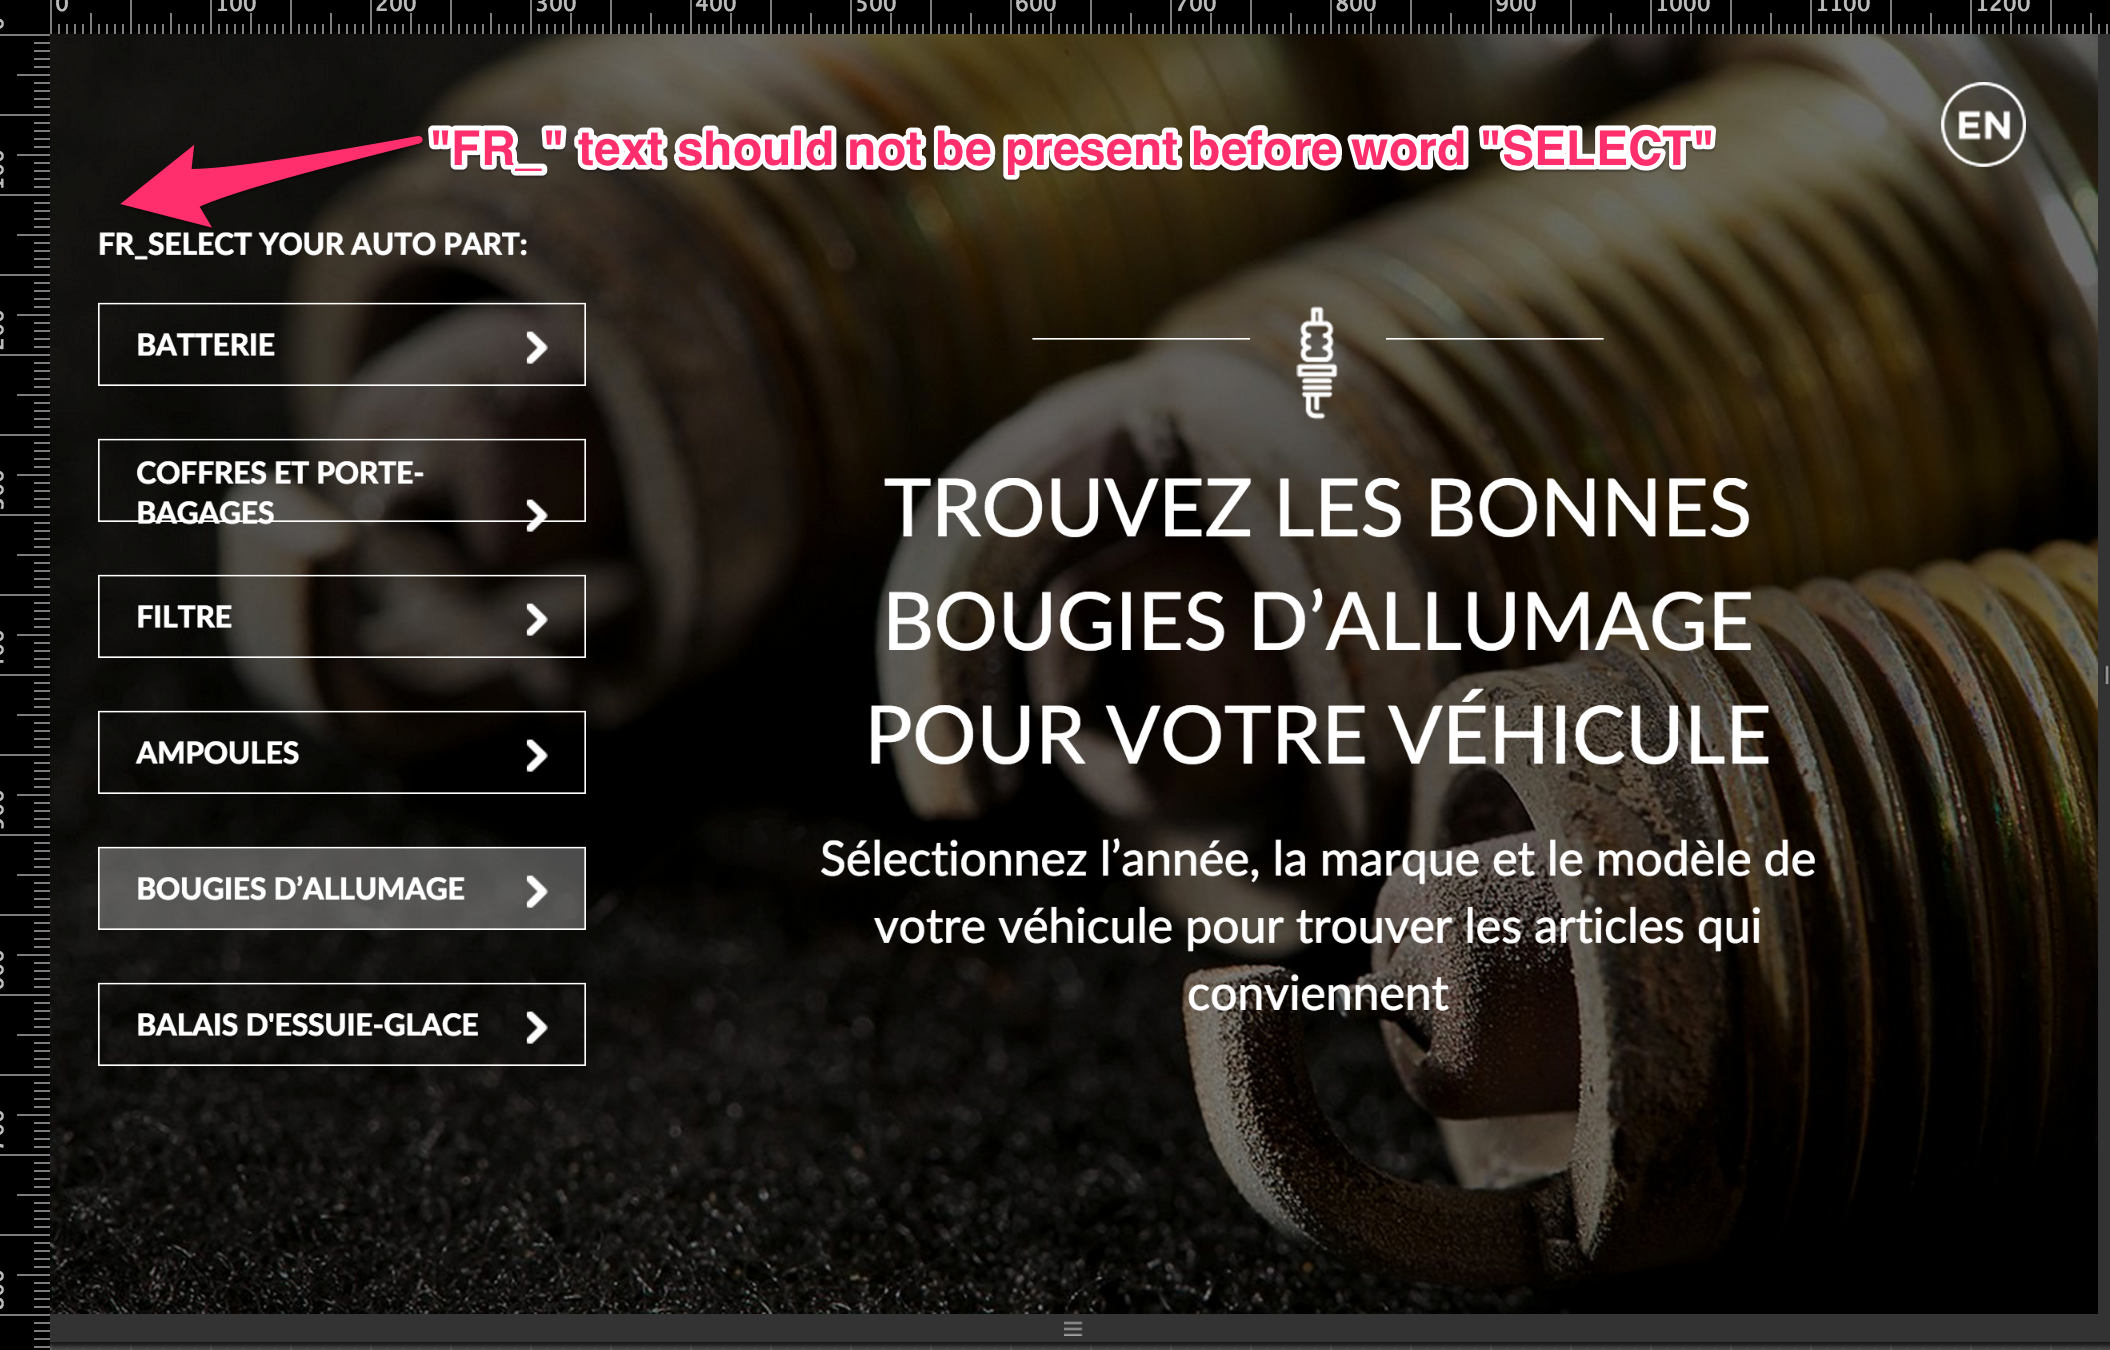 0 100 200 300 400 500 600 700 800 900 1000 1100 1200
"FR_" text should not be present before word "SELECT"
EN
FR_SELECT YOUR AUTO PART:
BATTERIE
COFFRES ET PORTE-
BAGAGES
FILTRE
AMPOULES
BOUGIES D’ALLUMAGE
BALAIS D'ESSUIE-GLACE
TROUVEZ LES BONNES
BOUGIES D’ALLUMAGE
POUR VOTRE VÉHICULE
Sélectionnez l’année, la marque et le modèle de
votre véhicule pour trouver les articles qui
conviennent